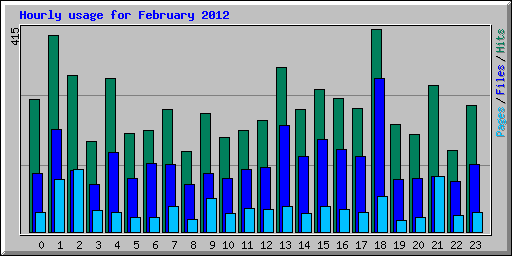 Hourly usage for February 2012
415
Pages/Files/Hits
0 1 2 3 4 5 6 7 8 9 10 11 12 13 14 15 16 17 18 19 20 21 22 23